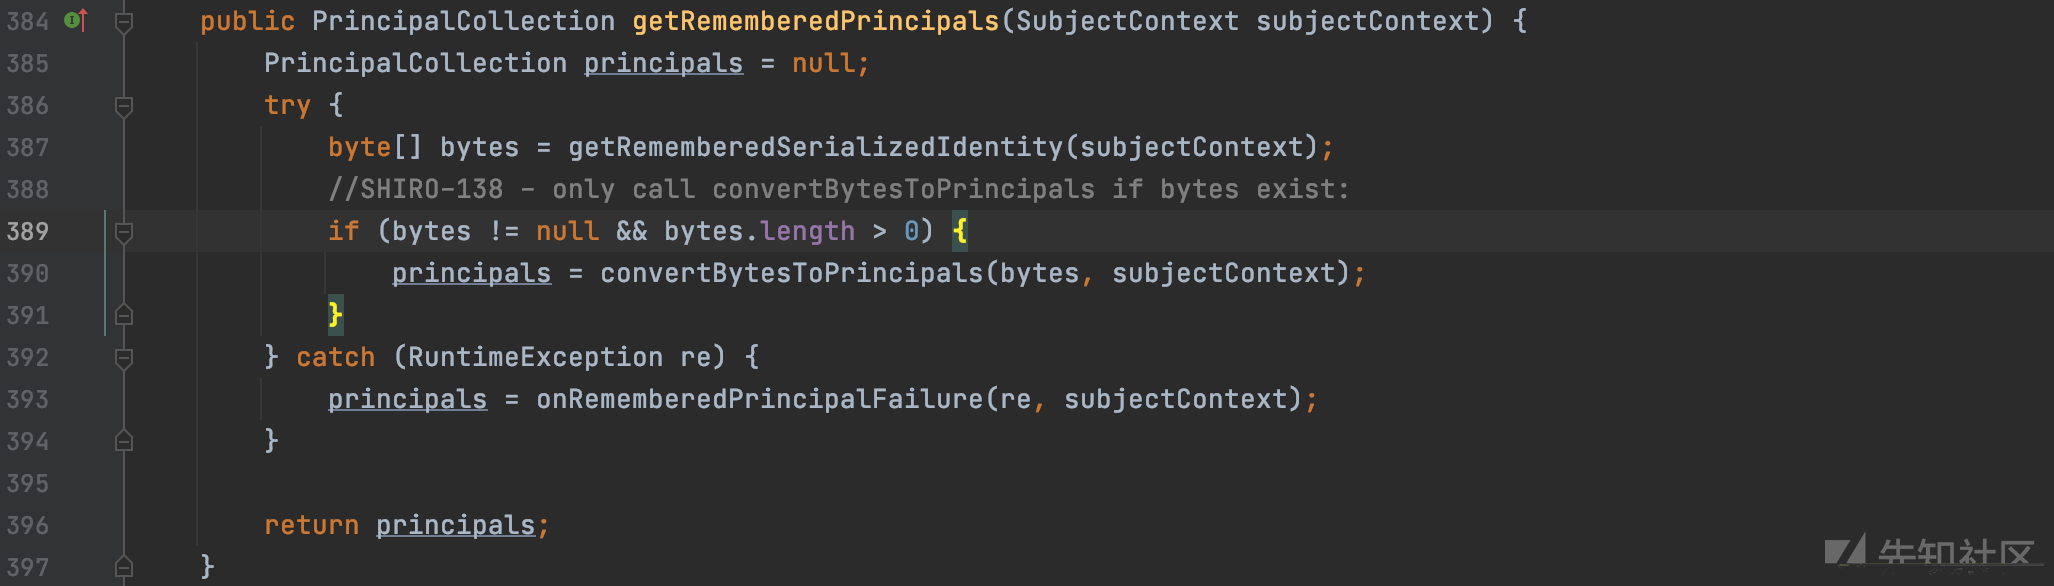 384 public PrincipalCollection getRememberedPrincipals(SubjectContext subjectContext) {
385 PrincipalCollection principals = null;
386 try {
387 byte[] bytes = getRememberedSerializedIdentity(subjectContext);
388 //SHIRO-138 - only call convertBytesToPrincipals if bytes exist:
389 if (bytes != null && bytes.length > 0) {
390 principals = convertBytesToPrincipals(bytes, subjectContext);
391 }
392 } catch (RuntimeException re) {
393 principals = onRememberedPrincipalFailure(re, subjectContext);
394 }
395
396 return principals;
397 }
先知社区